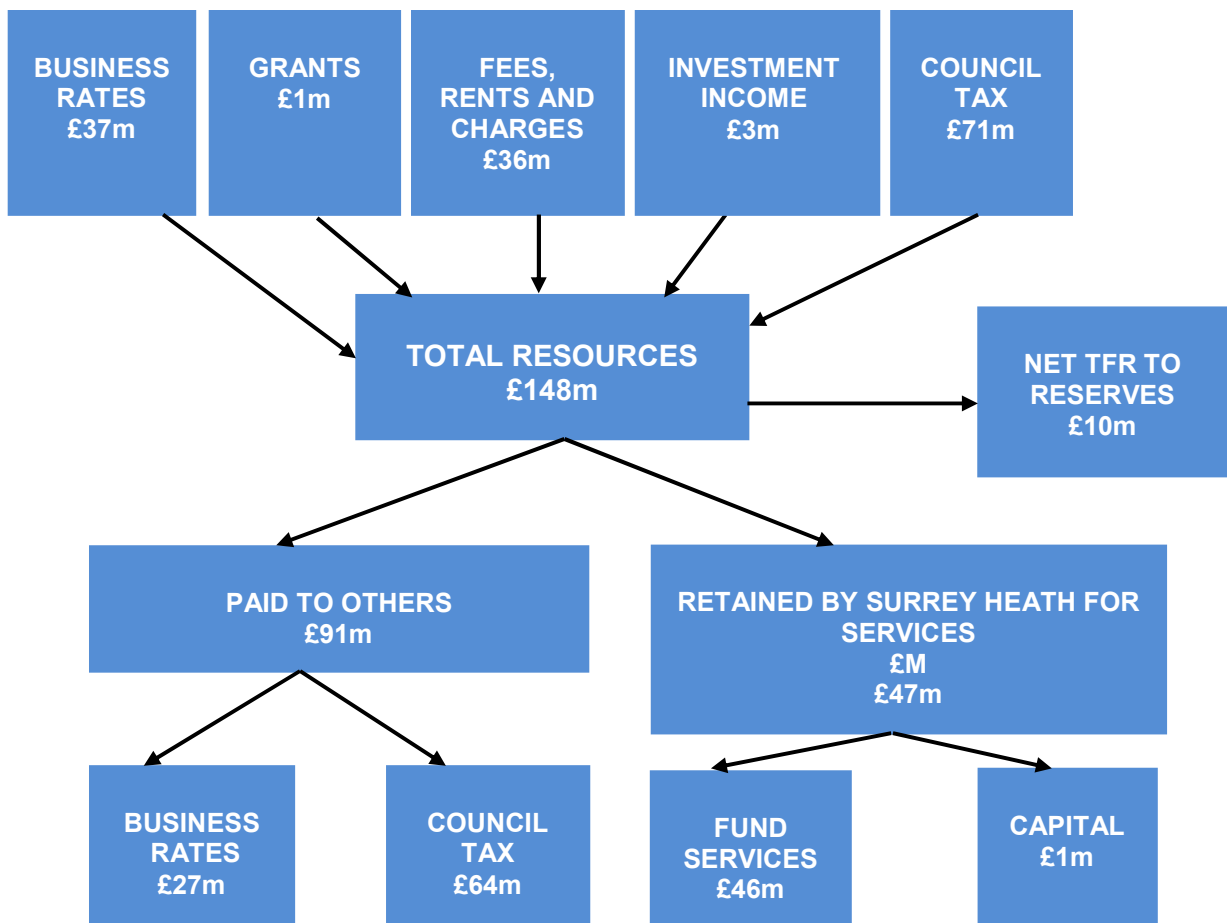 BUSINESS
RATES
£37m
GRANTS
£1m
FEES,
RENTS AND
CHARGES
£36m
INVESTMENT
INCOME
£3m
COUNCIL
TAX
£71m
TOTAL RESOURCES
£148m
NET TFR TO
RESERVES
£10m
PAID TO OTHERS
£91m
RETAINED BY SURREY HEATH FOR
SERVICES
£M
£47m
BUSINESS
RATES
£27m
COUNCIL
TAX
£64m
FUND
SERVICES
£46m
CAPITAL
£1m